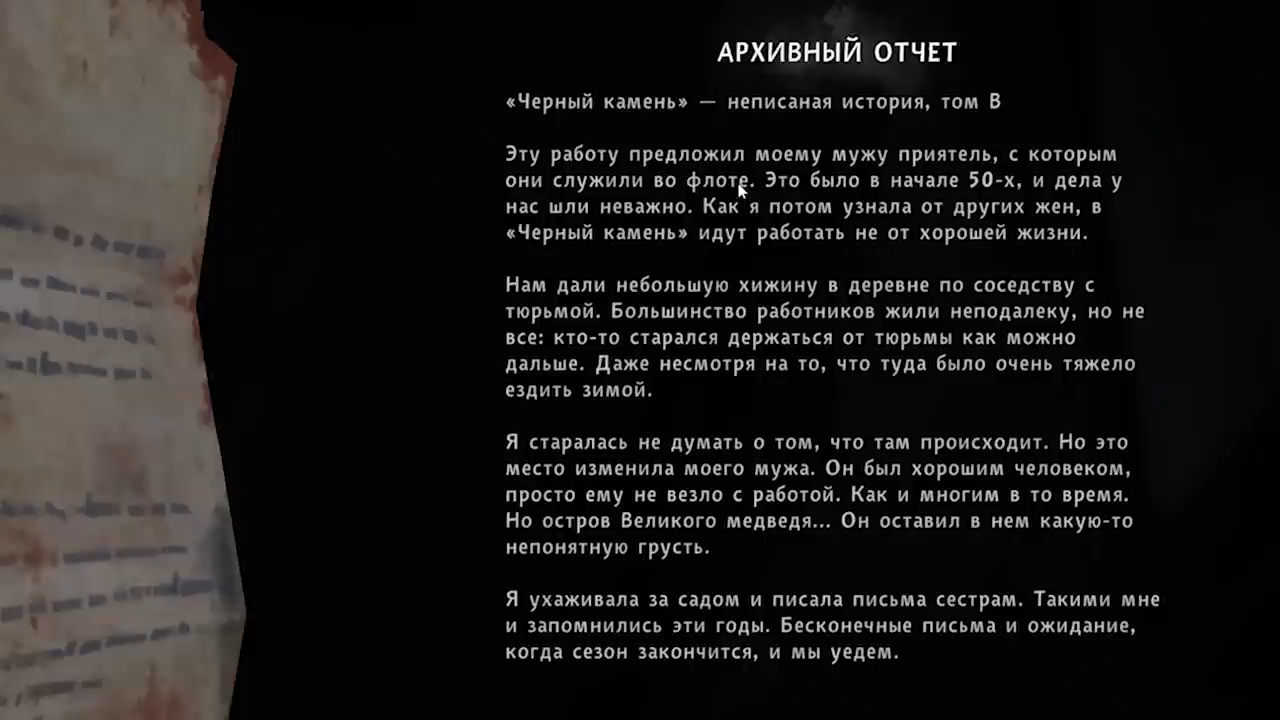 АРХИВНЫЙ ОТЧЕТ
«Черный камень» — неписаная история, том B
Эту работу предложил моему мужу приятель, с которым
они служили во флоте. Это было в начале 50-х, и дела у
нас шли неважно. Как я потом узнала от других жен, в
«Черный камень» идут работать не от хорошей жизни.
Нам дали небольшую хижину в деревне по соседству с
тюрьмой. Большинство работников жили неподалеку, но не
все: кто-то старался держаться от тюрьмы как можно
дальше. Даже несмотря на то, что туда было очень тяжело
ездить зимой.
Я старалась не думать о том, что там происходит. Но это
место изменила моего мужа. Он был хорошим человеком,
просто ему не везло с работой. Как и многим в то время.
Но остров Великого медведя... Он оставил в нем какую-то
непонятную грусть.
Я ухаживала за садом и писала письма сестрам. Такими мне
и запомнились эти годы. Бесконечные письма и ожидание,
когда сезон закончится, и мы уедем.